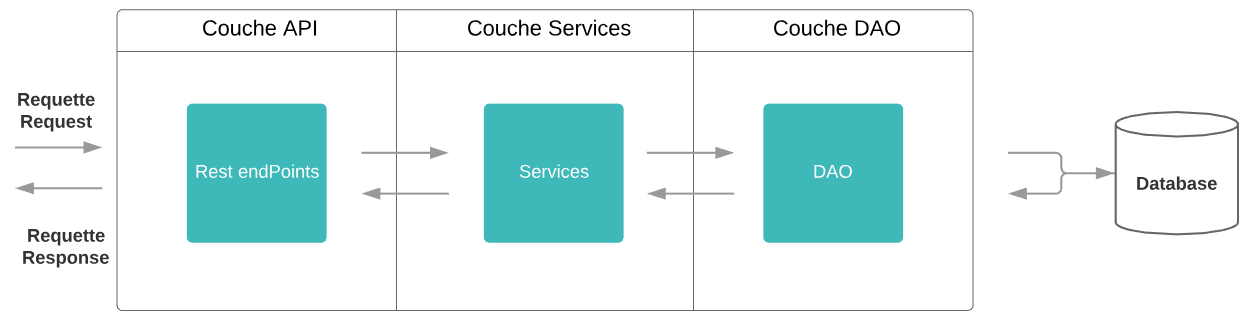 Couche API
Couche Services
Couche DAO
Requette
Request
Rest endPoints
Services
DAO
Database
Requette
Response